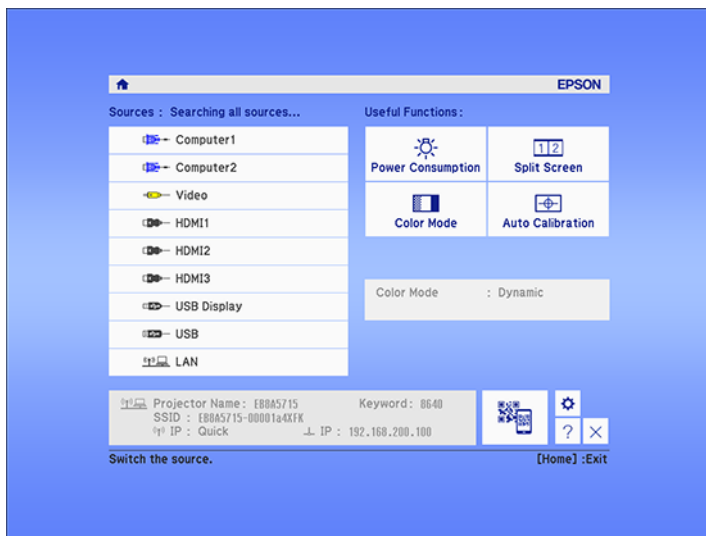 EPSON
Sources : Searching all sources...
Useful Functions:
Computer1
Computer2
Video
HDMI1
HDMI2
HDMI3
USB Display
USB
LAN
Power Consumption
1 2
Split Screen
Color Mode
Auto Calibration
Color Mode : Dynamic
Projector Name: EB8A5715 Keyword: 8640
SSID : EB8A5715-00001a4XFK
IP : Quick IP : 192.168.200.100
?
Switch the source. [Home] :Exit